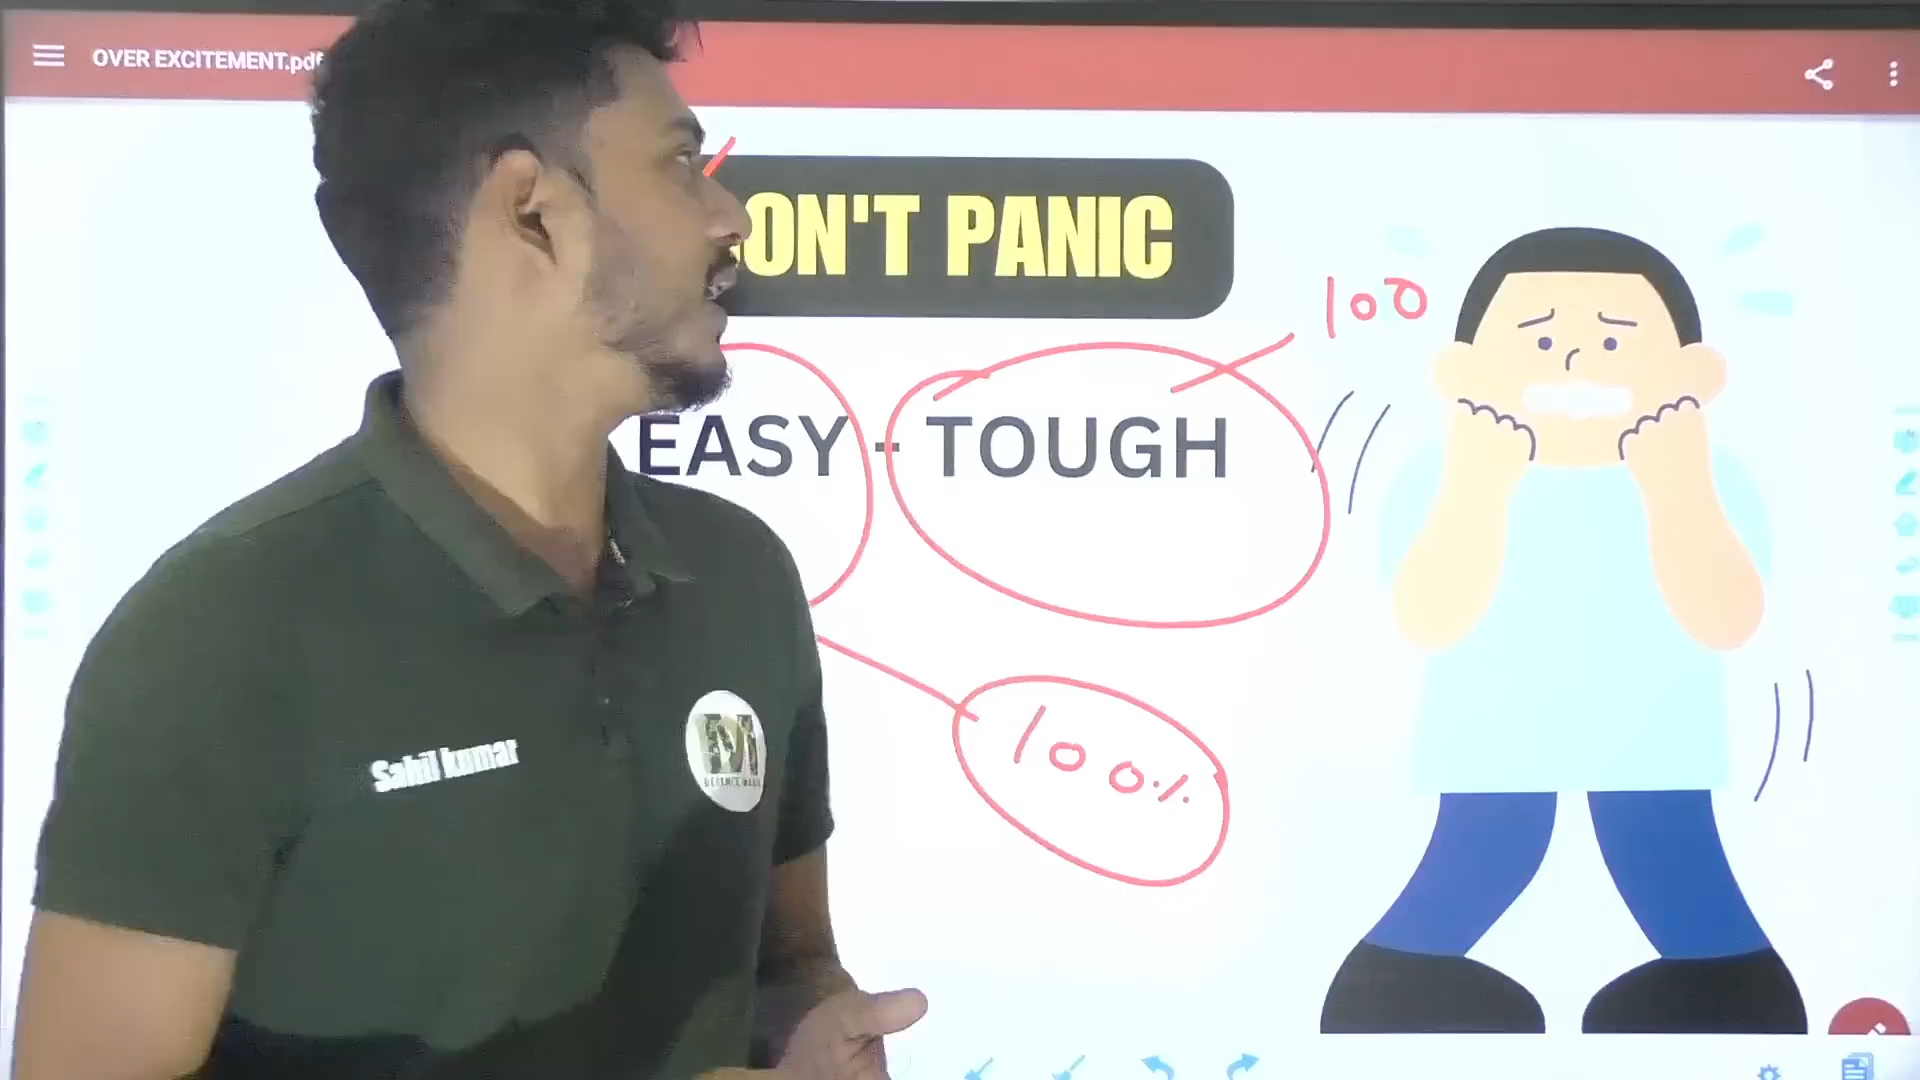 OVER EXCITEMENT.pdf
ON'T PANIC
100
EASY - TOUGH
100%
Sahil kumar